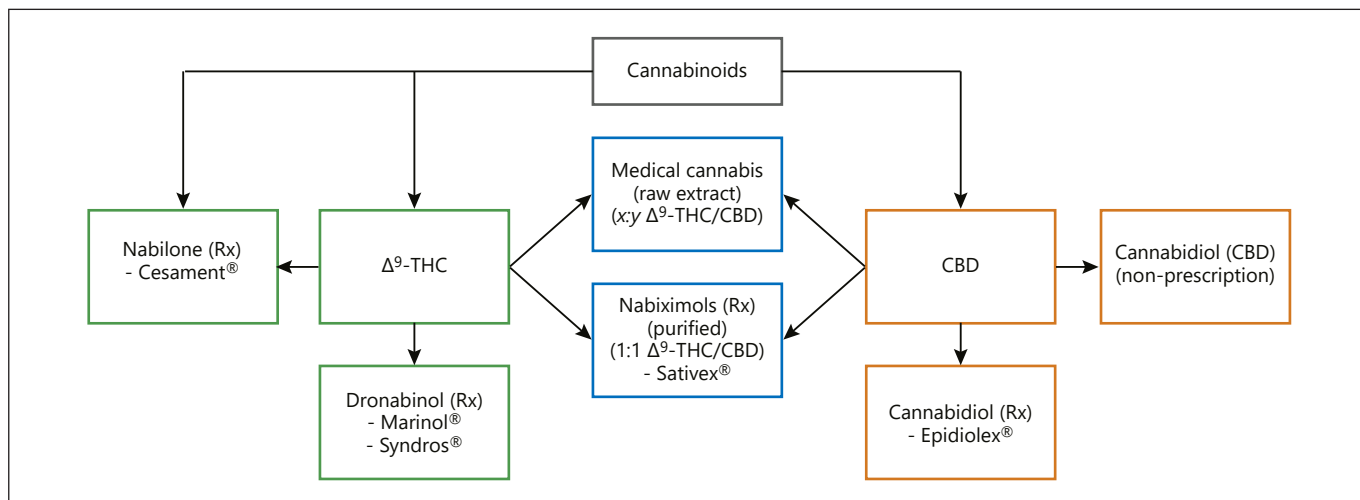 Cannabinoids
Medical cannabis
(raw extract)
(x:y Δ⁹-THC/CBD)
Nabilone (Rx)
- Cesament®
Δ⁹-THC
CBD
Cannabidiol (CBD)
(non-prescription)
Nabiximols (Rx)
(purified)
(1:1 Δ⁹-THC/CBD)
- Sativex®
Dronabinol (Rx)
- Marinol®
- Syndros®
Cannabidiol (Rx)
- Epidiolex®